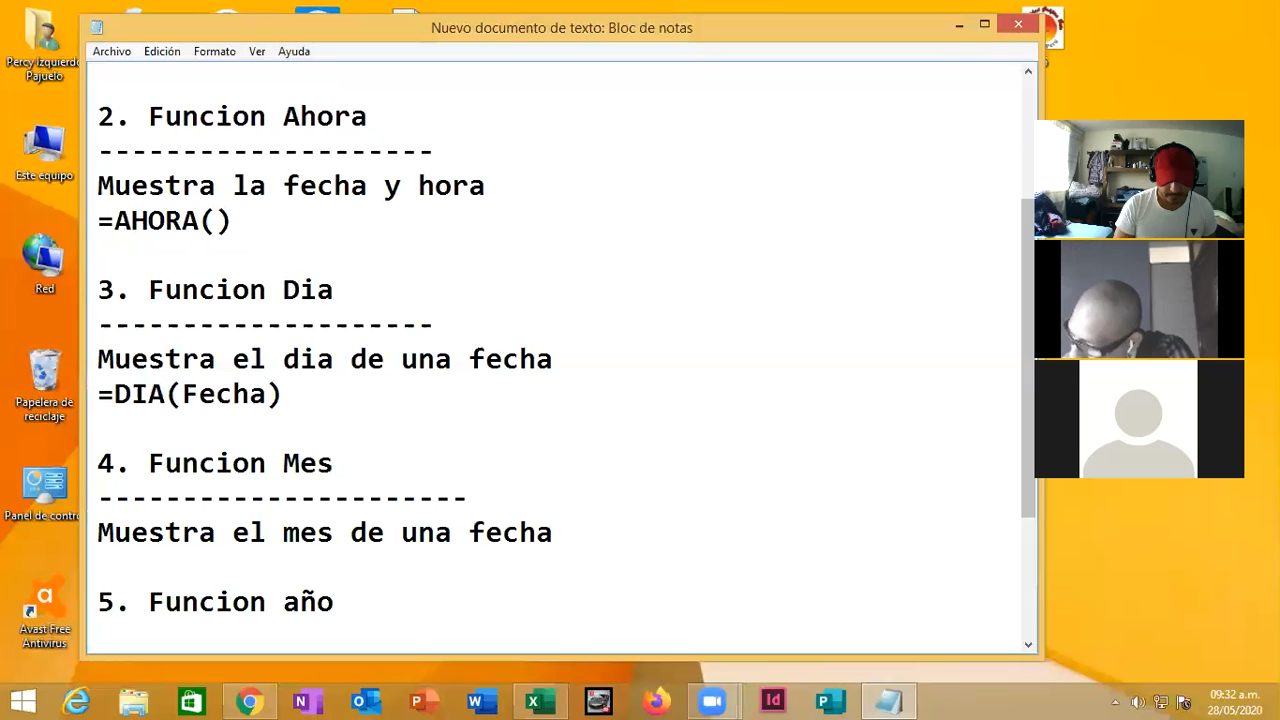 Nuevo documento de texto: Bloc de notas
Archivo Edición Formato Ver Ayuda
2. Funcion Ahora
--------------------
Muestra la fecha y hora
=AHORA()
3. Funcion Dia
--------------------
Muestra el dia de una fecha
=DIA(Fecha)
4. Funcion Mes
----------------------
Muestra el mes de una fecha
5. Funcion año
Percy Izquierdo
Pajuelo
Este equipo
Red
Papelera de
reciclaje
Panel de contro
Avast Free
Antivirus
09:32 a.m.
28/05/2020